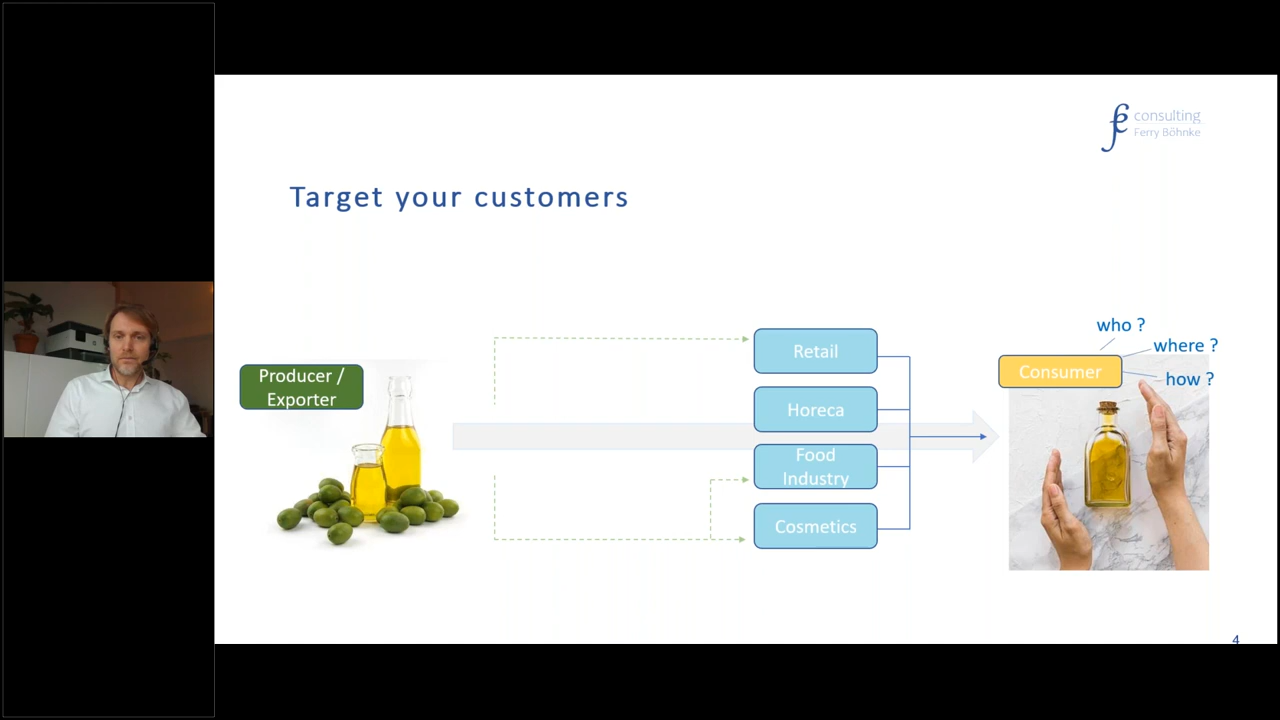 consulting
Ferry Böhnke
Target your customers
who ?
where ?
how ?
Producer /
Exporter
Retail
Horeca
Food
Industry
Cosmetics
Consumer
4